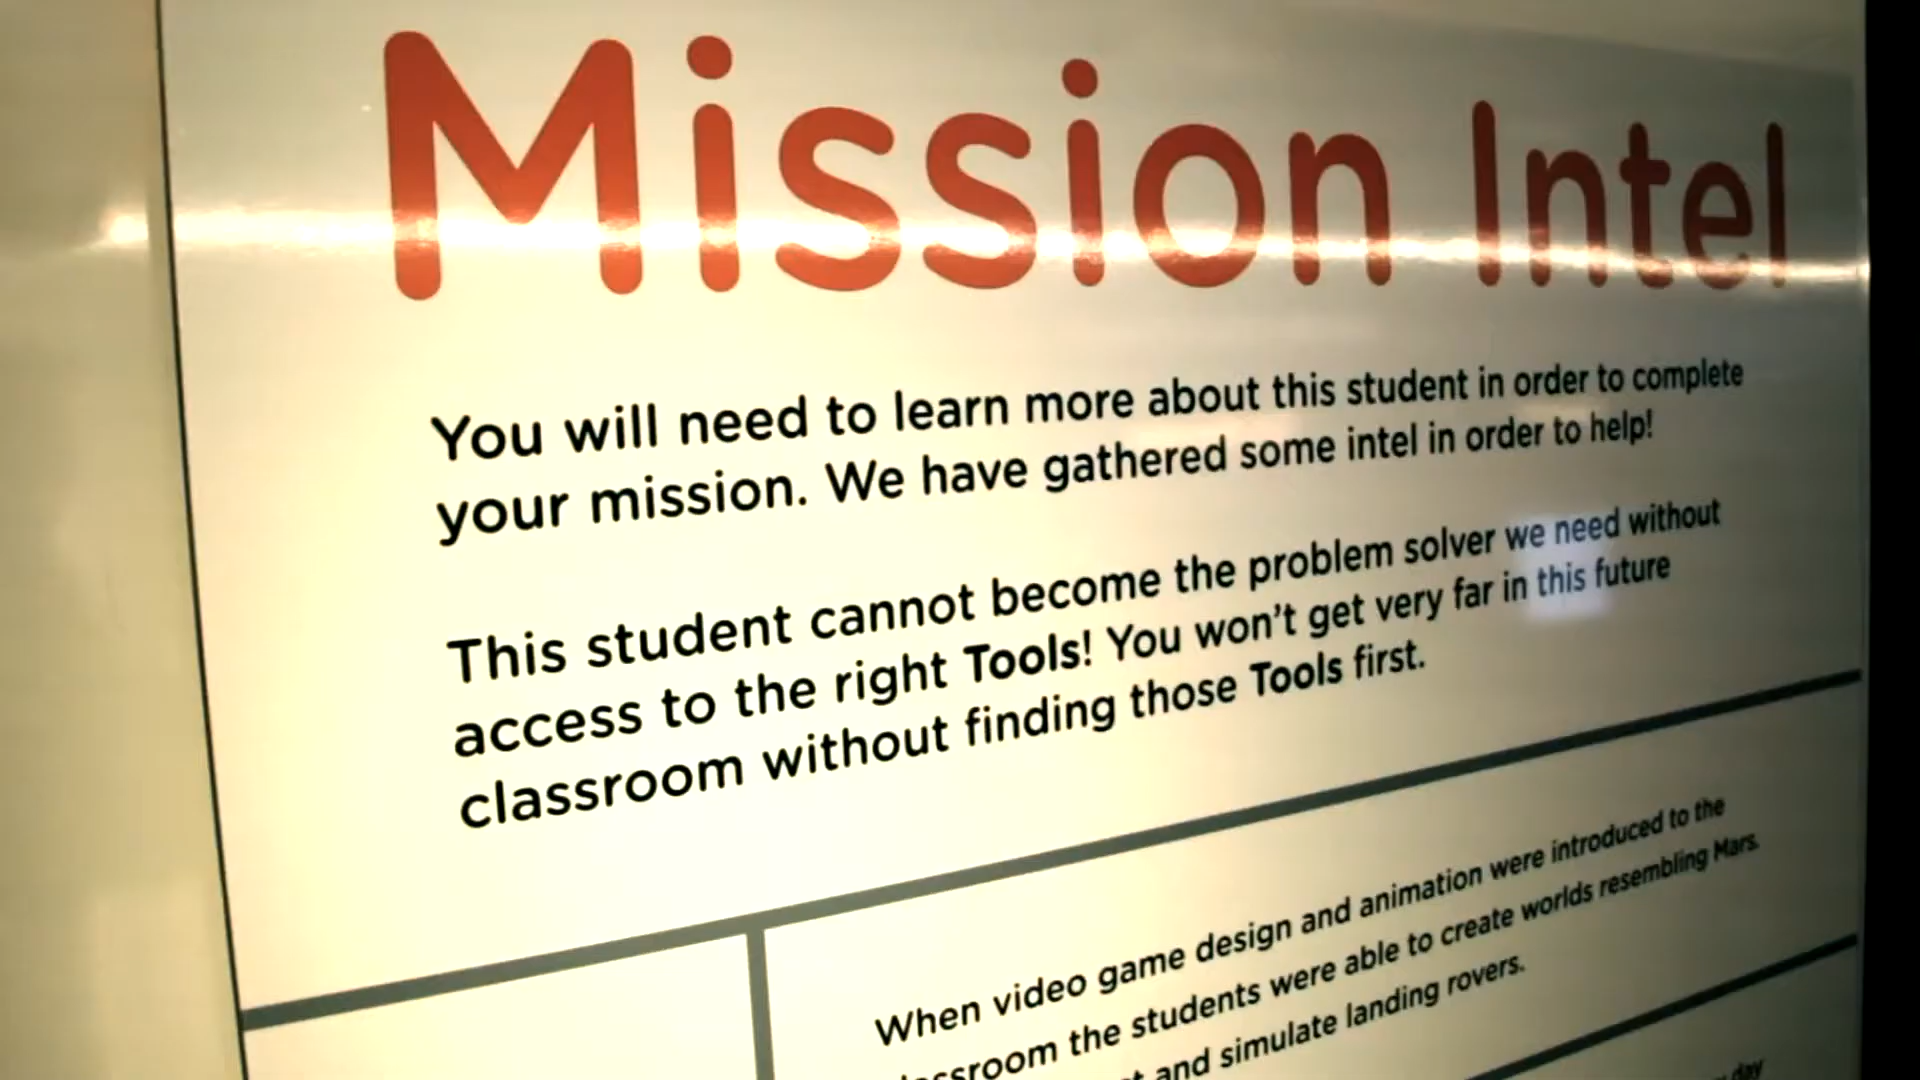 Mission Intel
You will need to learn more about this student in order to complete
your mission. We have gathered some intel in order to help!
This student cannot become the problem solver we need without
access to the right Tools! You won't get very far in this future
classroom without finding those Tools first.
When video game design and animation were introduced to the
the students were able to create worlds resembling Mars.
and simulate landing rovers.
day